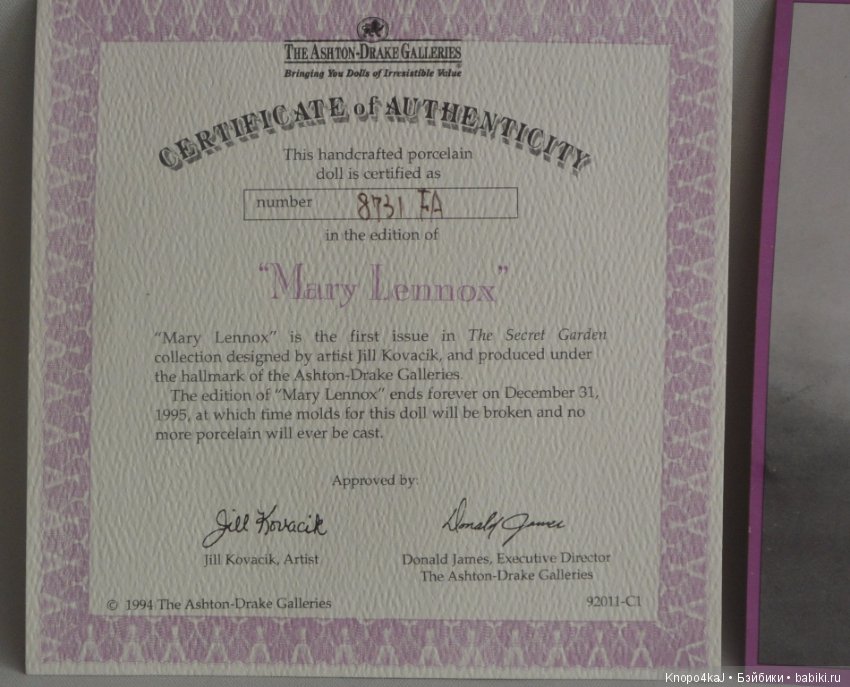 THE ASHTON-DRAKE GALLERIES
Bringing You Dolls of Irresistible Value®
CERTIFICATE of AUTHENTICITY
This handcrafted porcelain
doll is certified as
number 8731 FA
in the edition of
“Mary Lennox”
“Mary Lennox” is the first issue in The Secret Garden
collection designed by artist Jill Kovacik, and produced under
the hallmark of the Ashton-Drake Galleries.
The edition of “Mary Lennox” ends forever on December 31,
1995, at which time molds for this doll will be broken and no
more porcelain will ever be cast.
Approved by:
Jill Kovacik Donald James
Jill Kovacik, Artist Donald James, Executive Director
The Ashton-Drake Galleries
© 1994 The Ashton-Drake Galleries 92011-C1
Knopo4kaJ • Бэйбики • babiki.ru